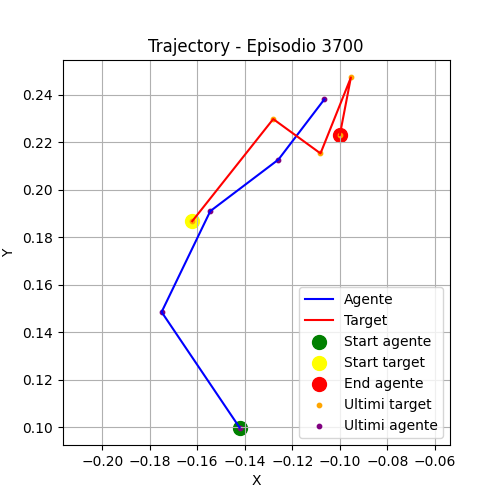 Trajectory - Episodio 3700
Y
0.24
0.22
0.20
0.18
0.16
0.14
0.12
0.10
Agente
Target
Start agente
Start target
End agente
Ultimi target
Ultimi agente
−0.20 −0.18 −0.16 −0.14 −0.12 −0.10 −0.08 −0.06
X